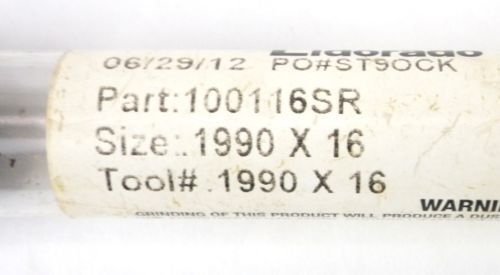 Eldorado
06/29/12 PO#ST90CK
Part:100116SR
Size:.1990 X 16
Tool#:.1990 X 16
WARNI
GRINDING OF THIS PRODUCT WILL PRODUCE A DUS